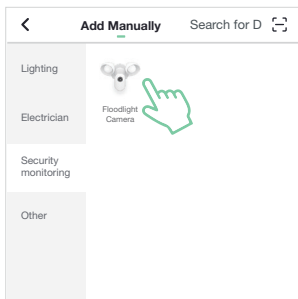 Add Manually
Search for D
Lighting
Floodlight
Camera
Electrician
Security
monitoring
Other